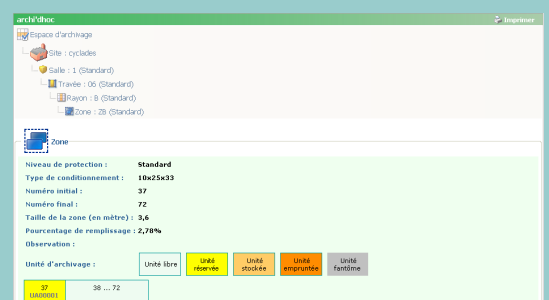 archi'dhoc Imprimer
Espace d'archivage
Site : cyclades
Salle : 1 (Standard)
Travée : 06 (Standard)
Rayon : B (Standard)
Zone : ZB (Standard)
Zone
Niveau de protection : Standard
Type de conditionnement : 10x25x33
Numéro initial : 37
Numéro final : 72
Taille de la zone (en mètre) : 3,6
Pourcentage de remplissage : 2,78%
Observation :
Unité d'archivage : Unité libre Unité réservée Unité stockée Unité empruntée Unité fantôme
37 38 ... 72
UA00001